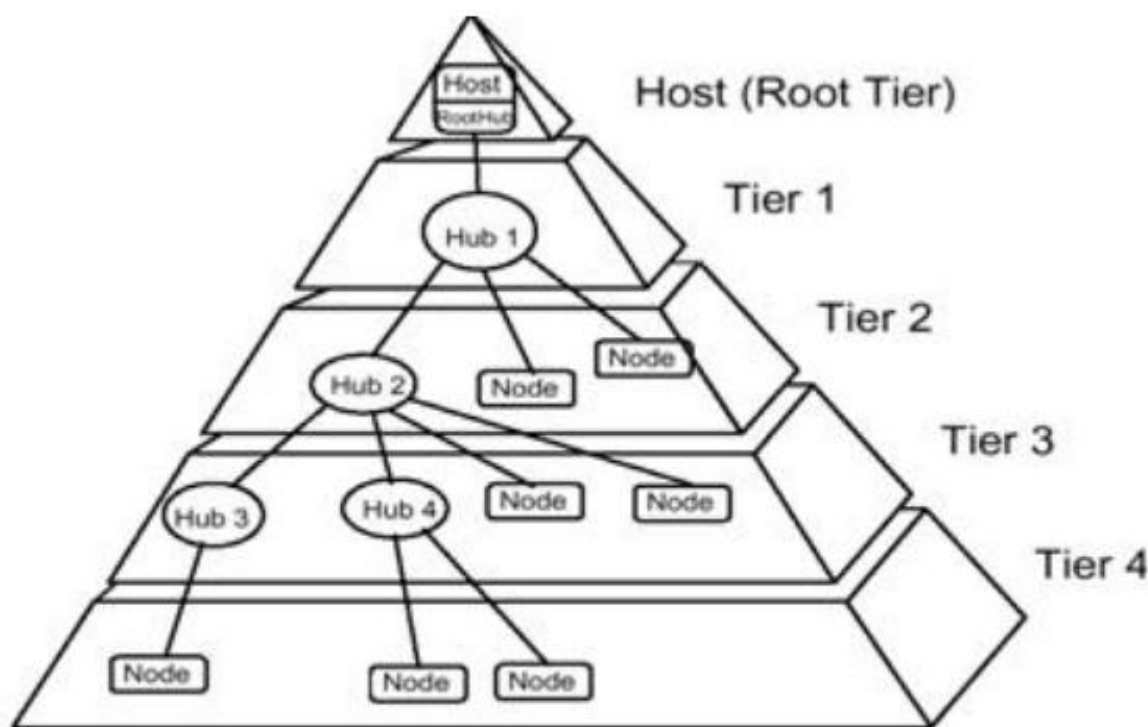 Host
RootHub
Host (Root Tier)
Tier 1
Hub 1
Tier 2
Node
Hub 2
Node
Tier 3
Node
Node
Hub 3
Hub 4
Tier 4
Node
Node
Node